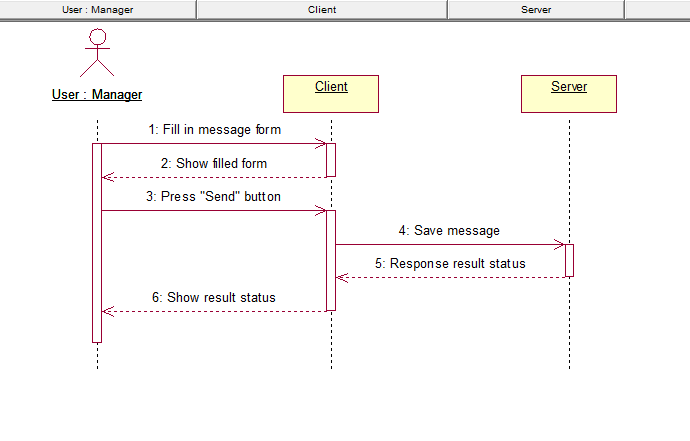 User : Manager
Client
Server
User : Manager
Client
Server
1: Fill in message form
2: Show filled form
3: Press "Send" button
4: Save message
5: Response result status
6: Show result status